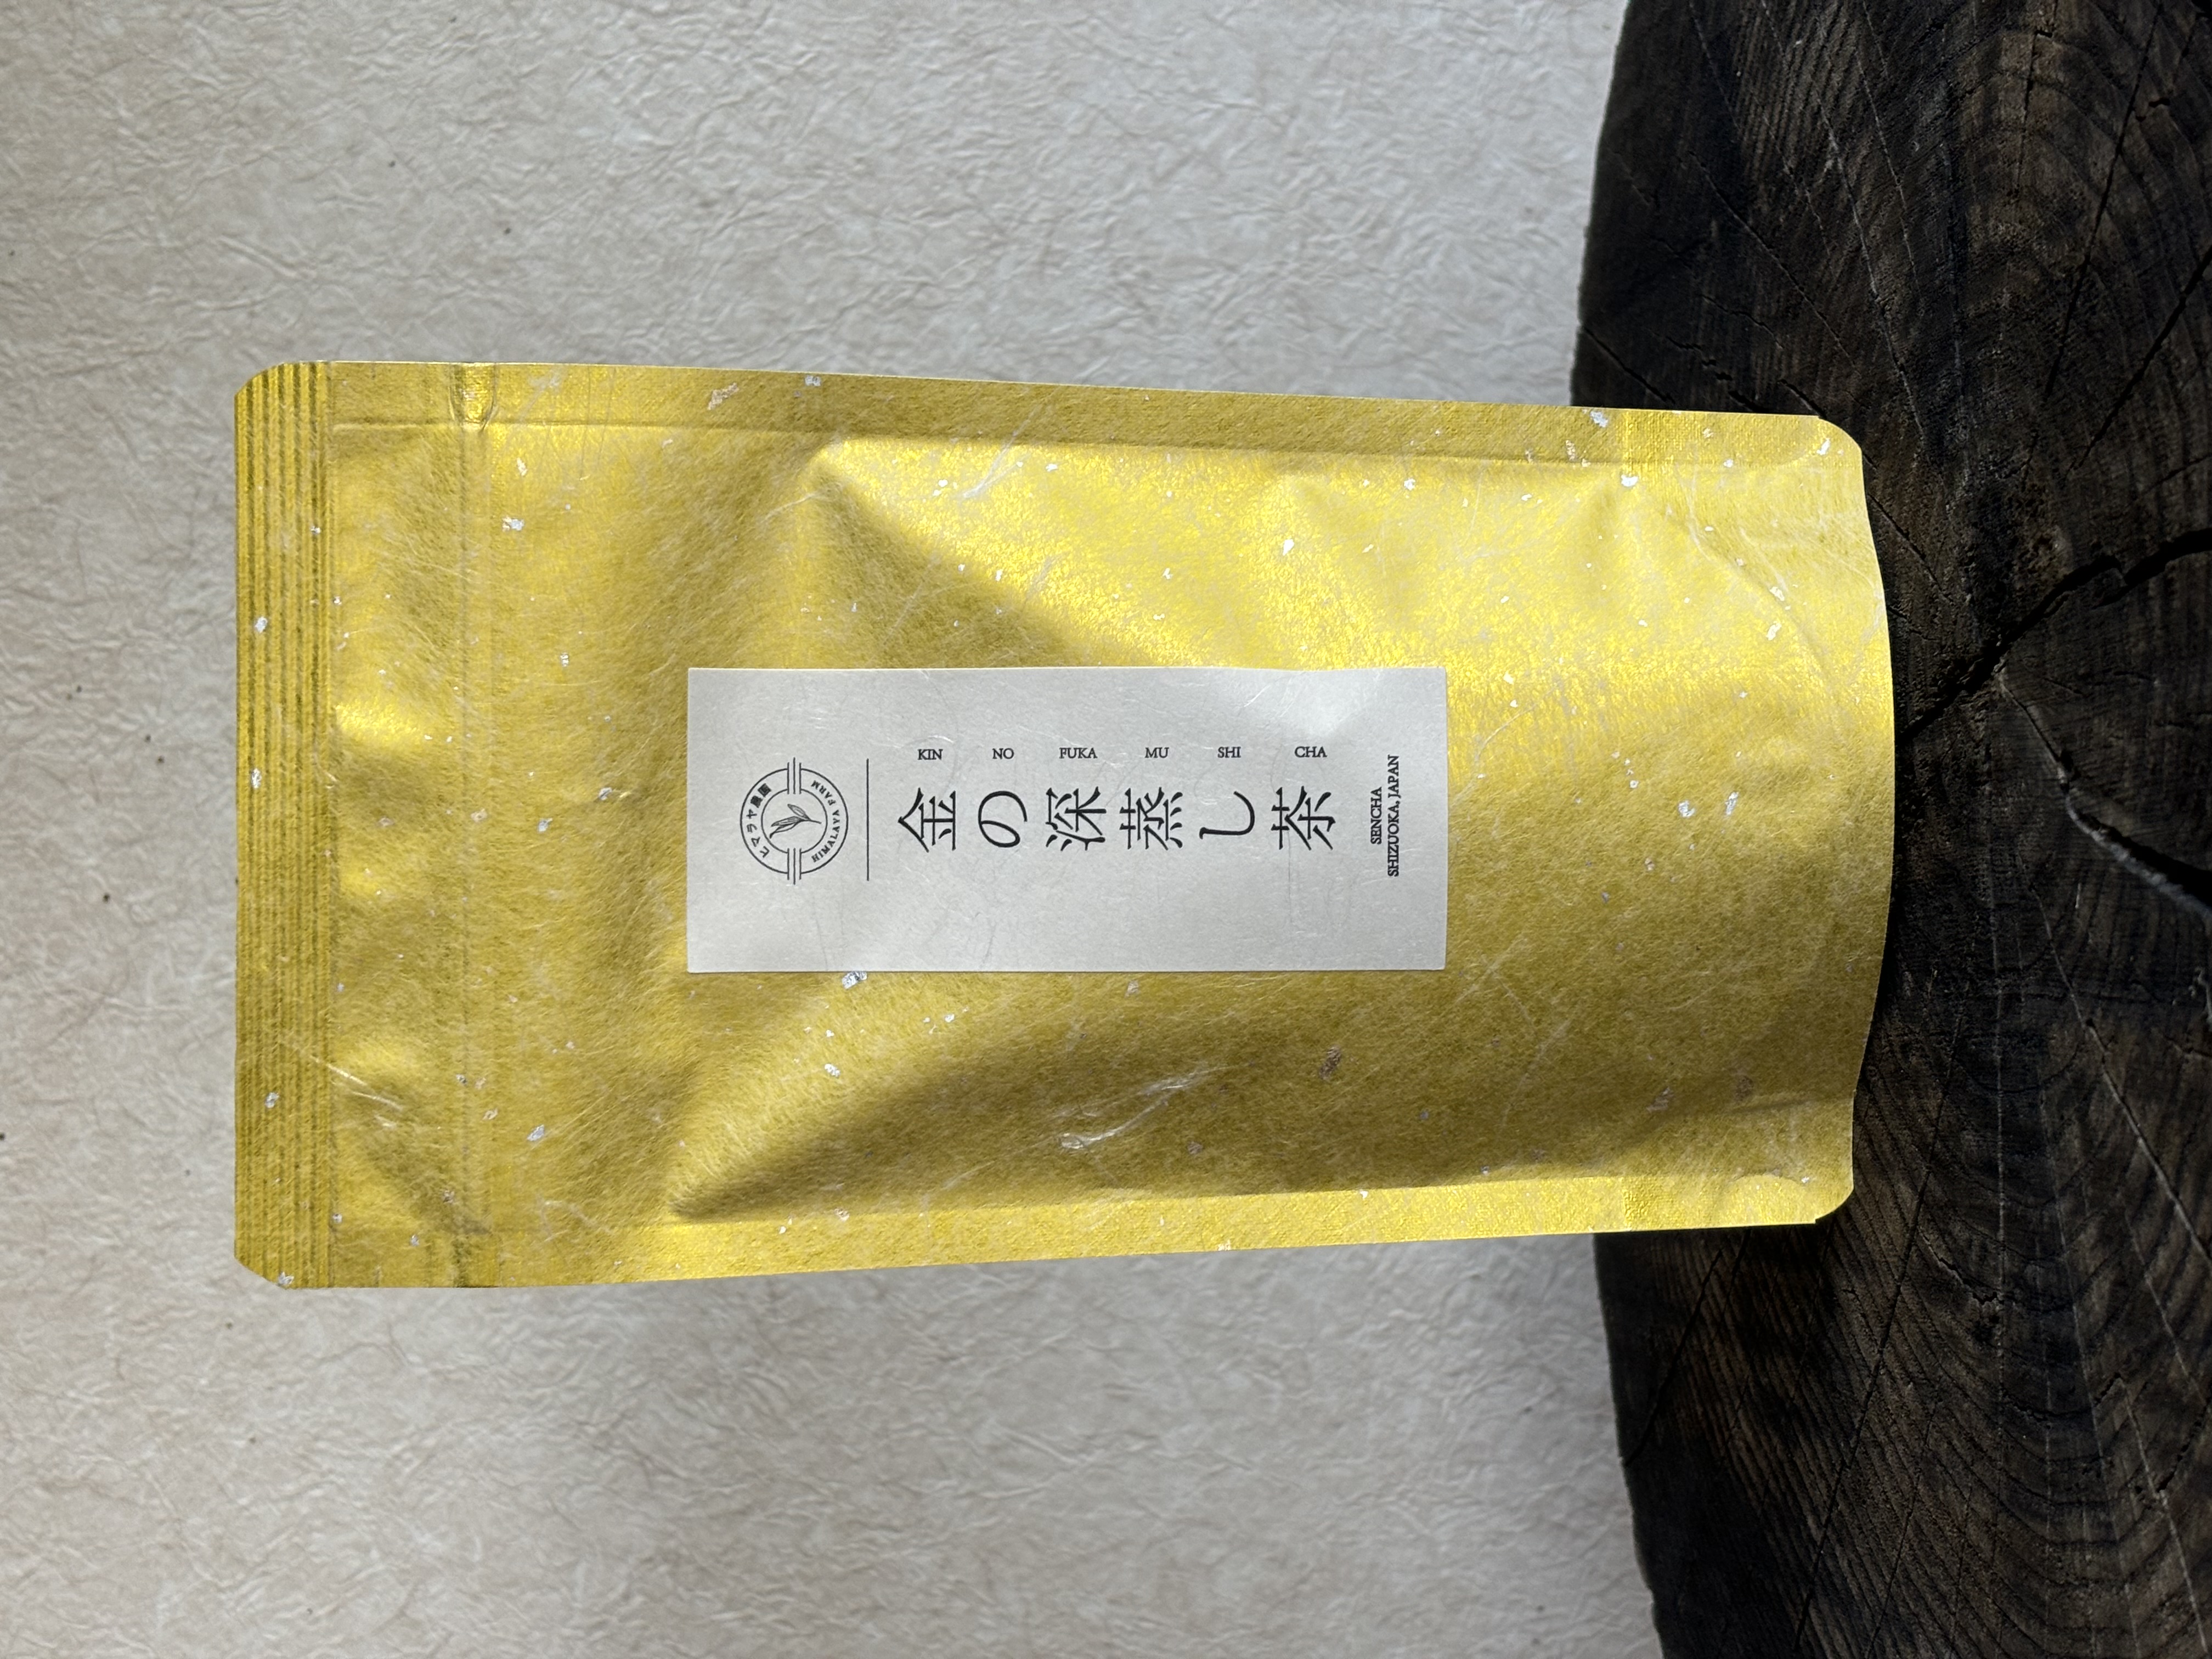 ヒマラヤ農園
HIMALAYA FARM
金の深蒸し茶
KIN NO FUKA MU SHI CHA
SENCHA
SHIZUOKA, JAPAN